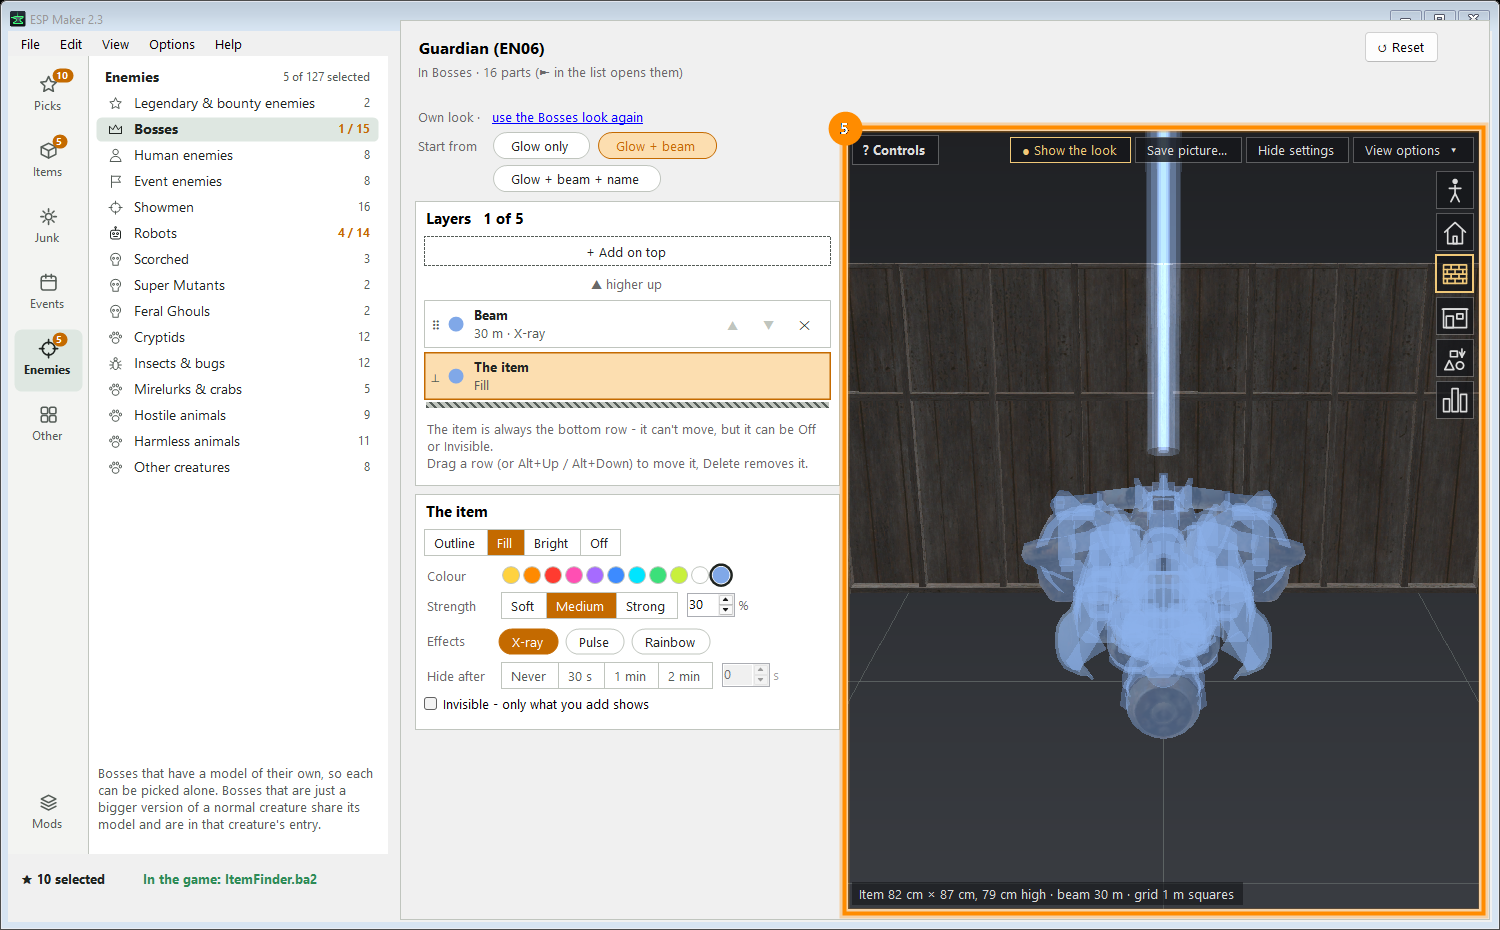 ESP Maker 2.3
File Edit View Options Help
10
Picks
5
Items
Junk
Events
5
Enemies
Other
Mods
Enemies 5 of 127 selected
Legendary & bounty enemies 2
Bosses 1 / 15
Human enemies 8
Event enemies 8
Showmen 16
Robots 4 / 14
Scorched 3
Super Mutants 2
Feral Ghouls 2
Cryptids 12
Insects & bugs 12
Mirelurks & crabs 5
Hostile animals 9
Harmless animals 11
Other creatures 8
Bosses that have a model of their own, so each
can be picked alone. Bosses that are just a
bigger version of a normal creature share its
model and are in that creature's entry.
★ 10 selected In the game: ItemFinder.ba2
Guardian (EN06)
↺ Reset
In Bosses · 16 parts (► in the list opens them)
Own look · use the Bosses look again
Start from Glow only Glow + beam
Glow + beam + name
Layers 1 of 5
+ Add on top
▲ higher up
Beam
30 m · X-ray
The item
Fill
The item is always the bottom row - it can't move, but it can be Off
or Invisible.
Drag a row (or Alt+Up / Alt+Down) to move it, Delete removes it.
The item
Outline Fill Bright Off
Colour
Strength Soft Medium Strong 30 %
Effects X-ray Pulse Rainbow
Hide after Never 30 s 1 min 2 min 0 s
Invisible - only what you add shows
5
? Controls ● Show the look Save picture... Hide settings View options ▼
Item 82 cm × 87 cm, 79 cm high · beam 30 m · grid 1 m squares